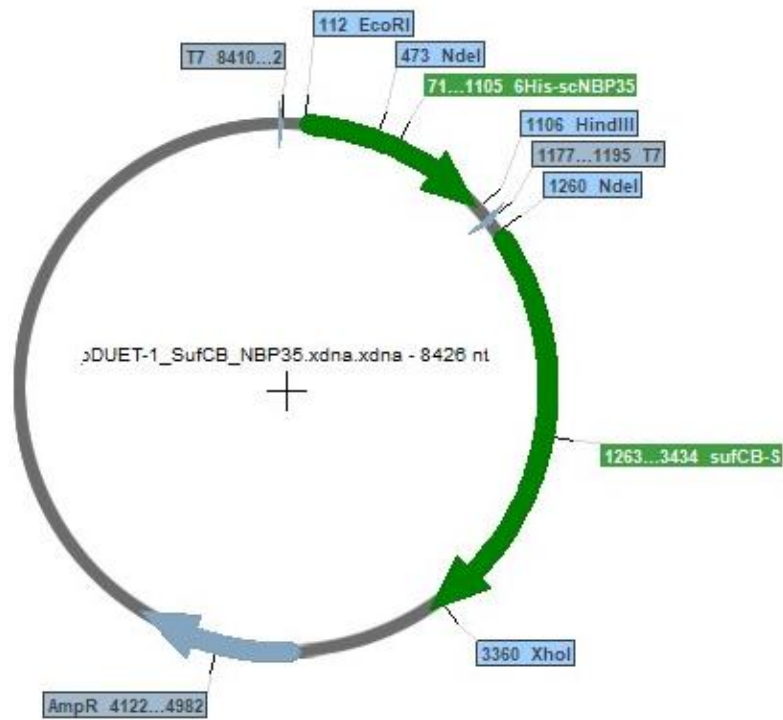 112 EcoRI
T7 8410...2
473 NdeI
71...1105 6His-scNBP35
1106 HindIII
1177...1195 T7
1260 NdeI
pDUET-1_SufCB_NBP35.xdna.xdna - 8426 nt
1263...3434 sufCB-S
3360 XhoI
AmpR 4122...4982